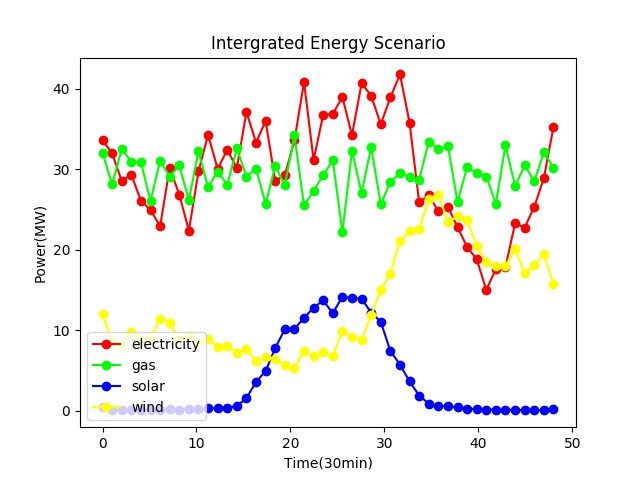 Intergrated Energy Scenario
Power(MW)
40
30
20
10
0
electricity
gas
solar
wind
0 10 20 30 40 50
Time(30min)